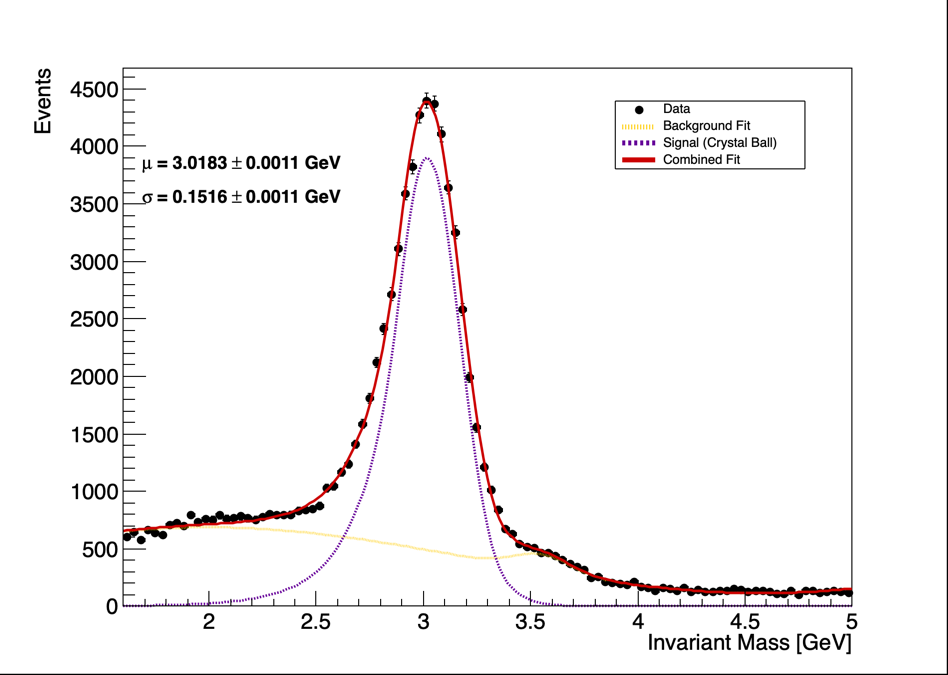 Events
4500
4000
3500
3000
2500
2000
1500
1000
500
0
μ = 3.0183 ± 0.0011 GeV
σ = 0.1516 ± 0.0011 GeV
Data
Background Fit
Signal (Crystal Ball)
Combined Fit
2 2.5 3 3.5 4 4.5 5
Invariant Mass [GeV]